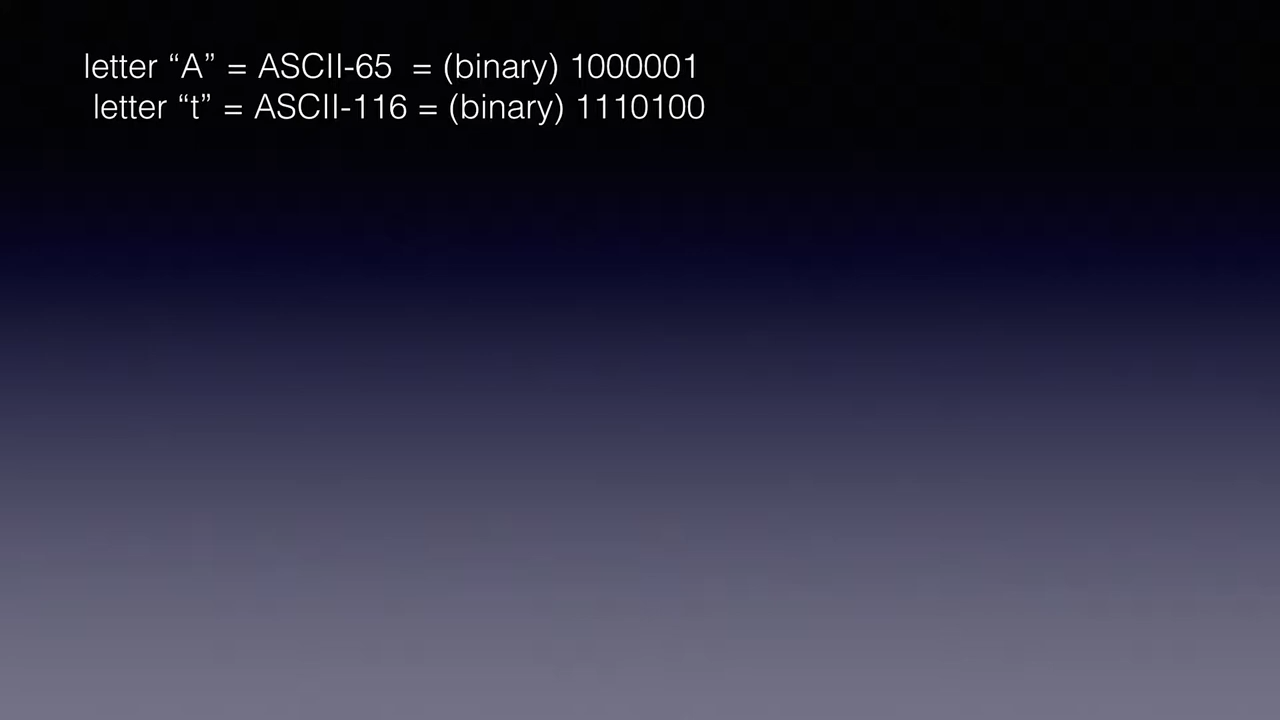 letter “A” = ASCII-65 = (binary) 1000001
letter “t” = ASCII-116 = (binary) 1110100